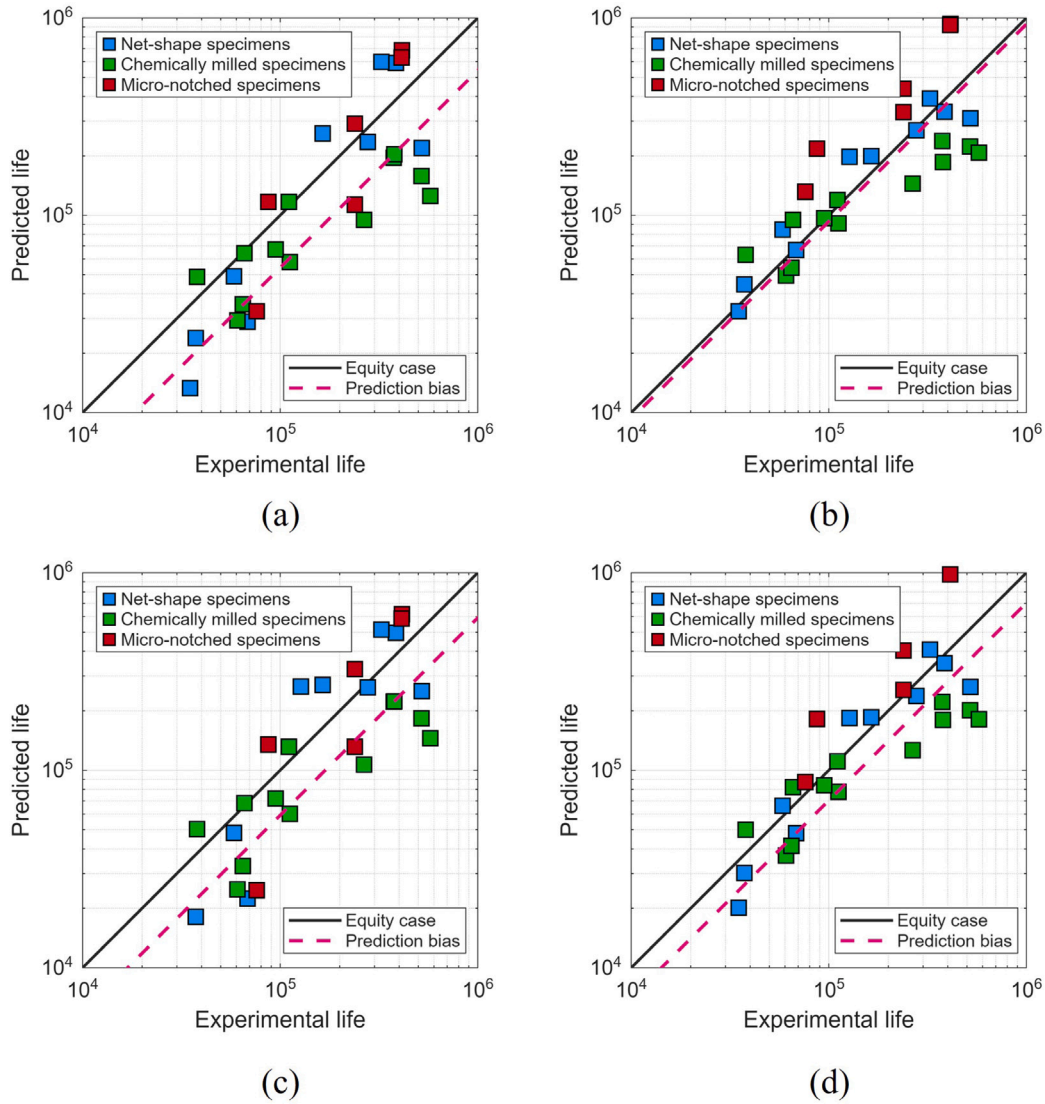 10^6
Net-shape specimens
Chemically milled specimens
Micro-notched specimens
Predicted life
10^5
Equity case
Prediction bias
10^4
10^4 10^5 10^6
Experimental life
(a)
10^6
Net-shape specimens
Chemically milled specimens
Micro-notched specimens
Predicted life
10^5
Equity case
Prediction bias
10^4
10^4 10^5 10^6
Experimental life
(b)
10^6
Net-shape specimens
Chemically milled specimens
Micro-notched specimens
Predicted life
10^5
Equity case
Prediction bias
10^4
10^4 10^5 10^6
Experimental life
(c)
10^6
Net-shape specimens
Chemically milled specimens
Micro-notched specimens
Predicted life
10^5
Equity case
Prediction bias
10^4
10^4 10^5 10^6
Experimental life
(d)